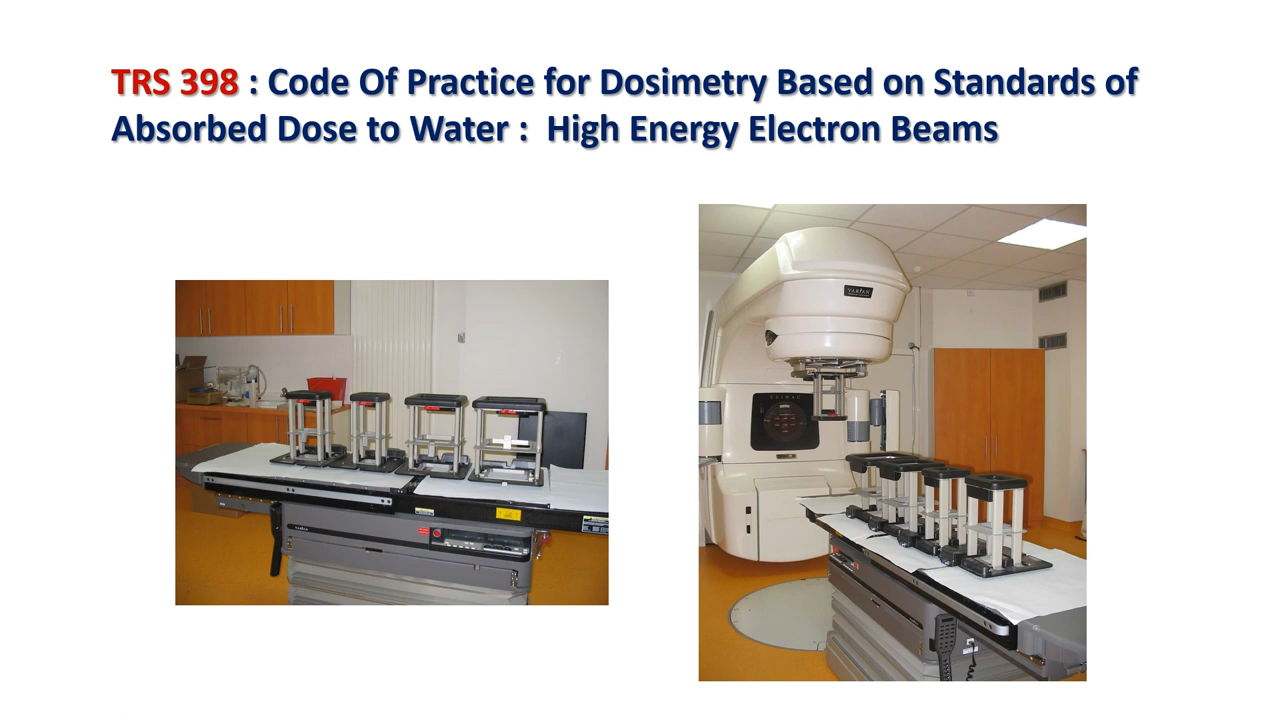 TRS 398 : Code Of Practice for Dosimetry Based on Standards of
Absorbed Dose to Water :  High Energy Electron Beams
VARIAN
CLINAC